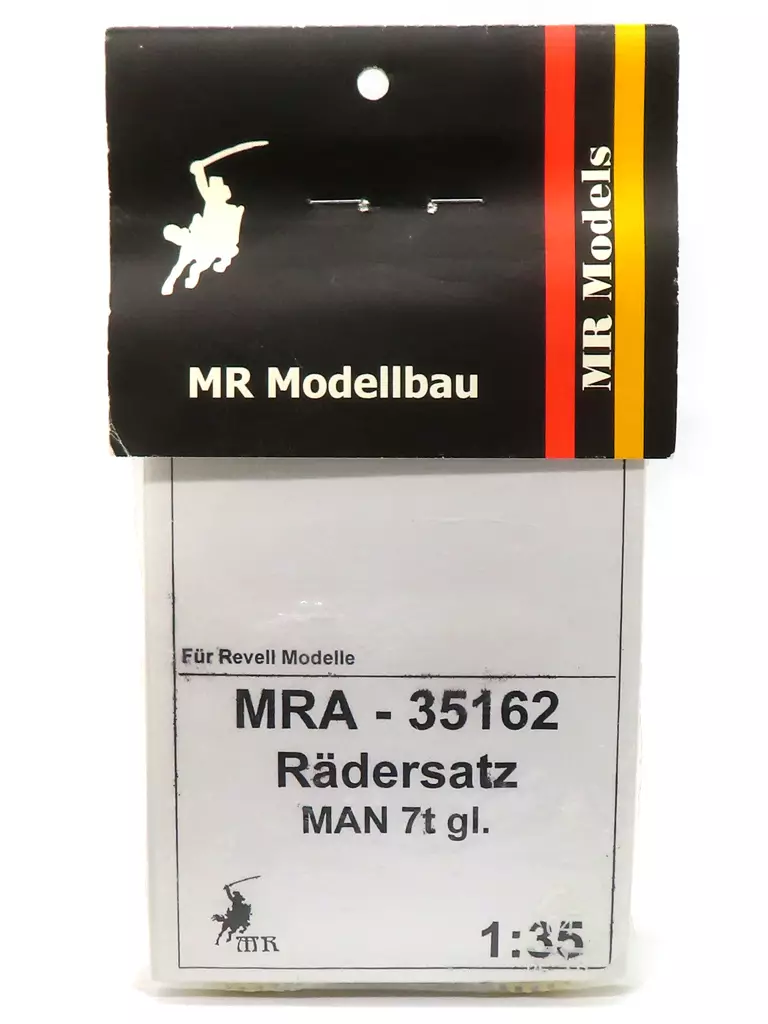 MR Models
MR Modellbau
Für Revell Modelle
MRA - 35162
Rädersatz
MAN 7t gl.
MR
1:35